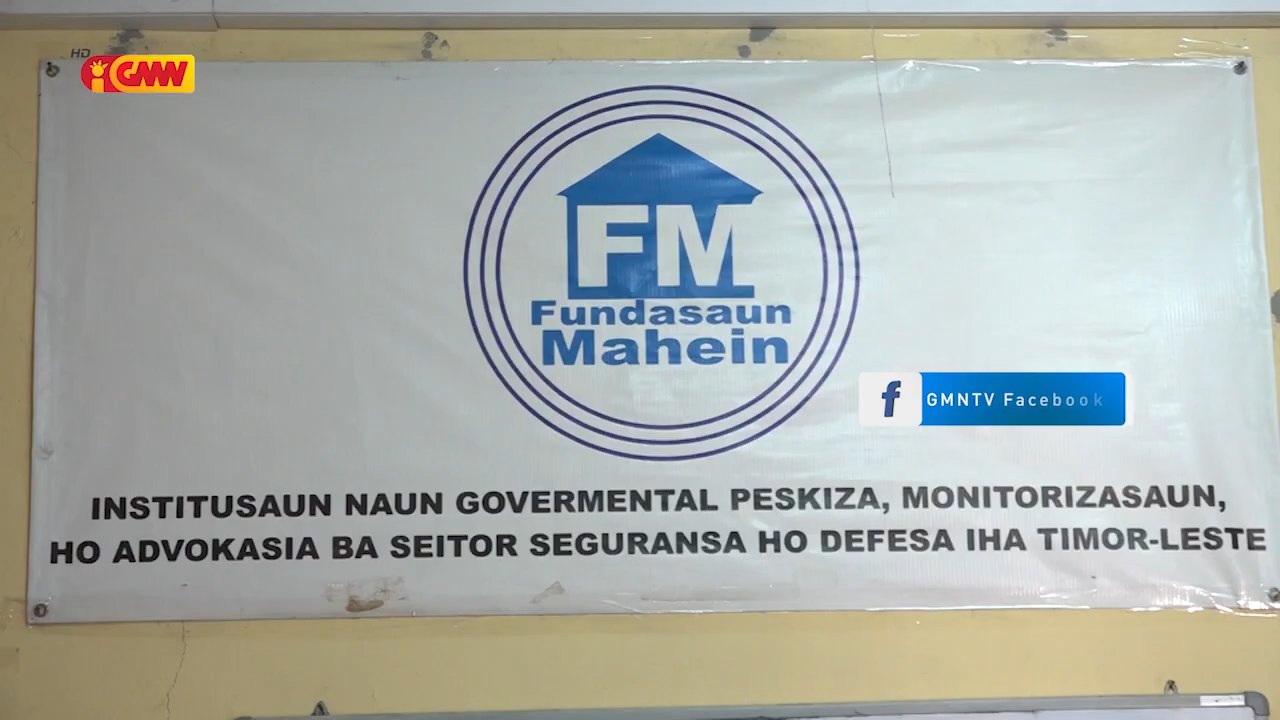 HD
GMN
FM
Fundasaun
Mahein
GMNTV Facebook
INSTITUSAUN NAUN GOVERMENTAL PESKIZA, MONITORIZASAUN,
HO ADVOKASIA BA SEITOR SEGURANSA HO DEFESA IHA TIMOR-LESTE